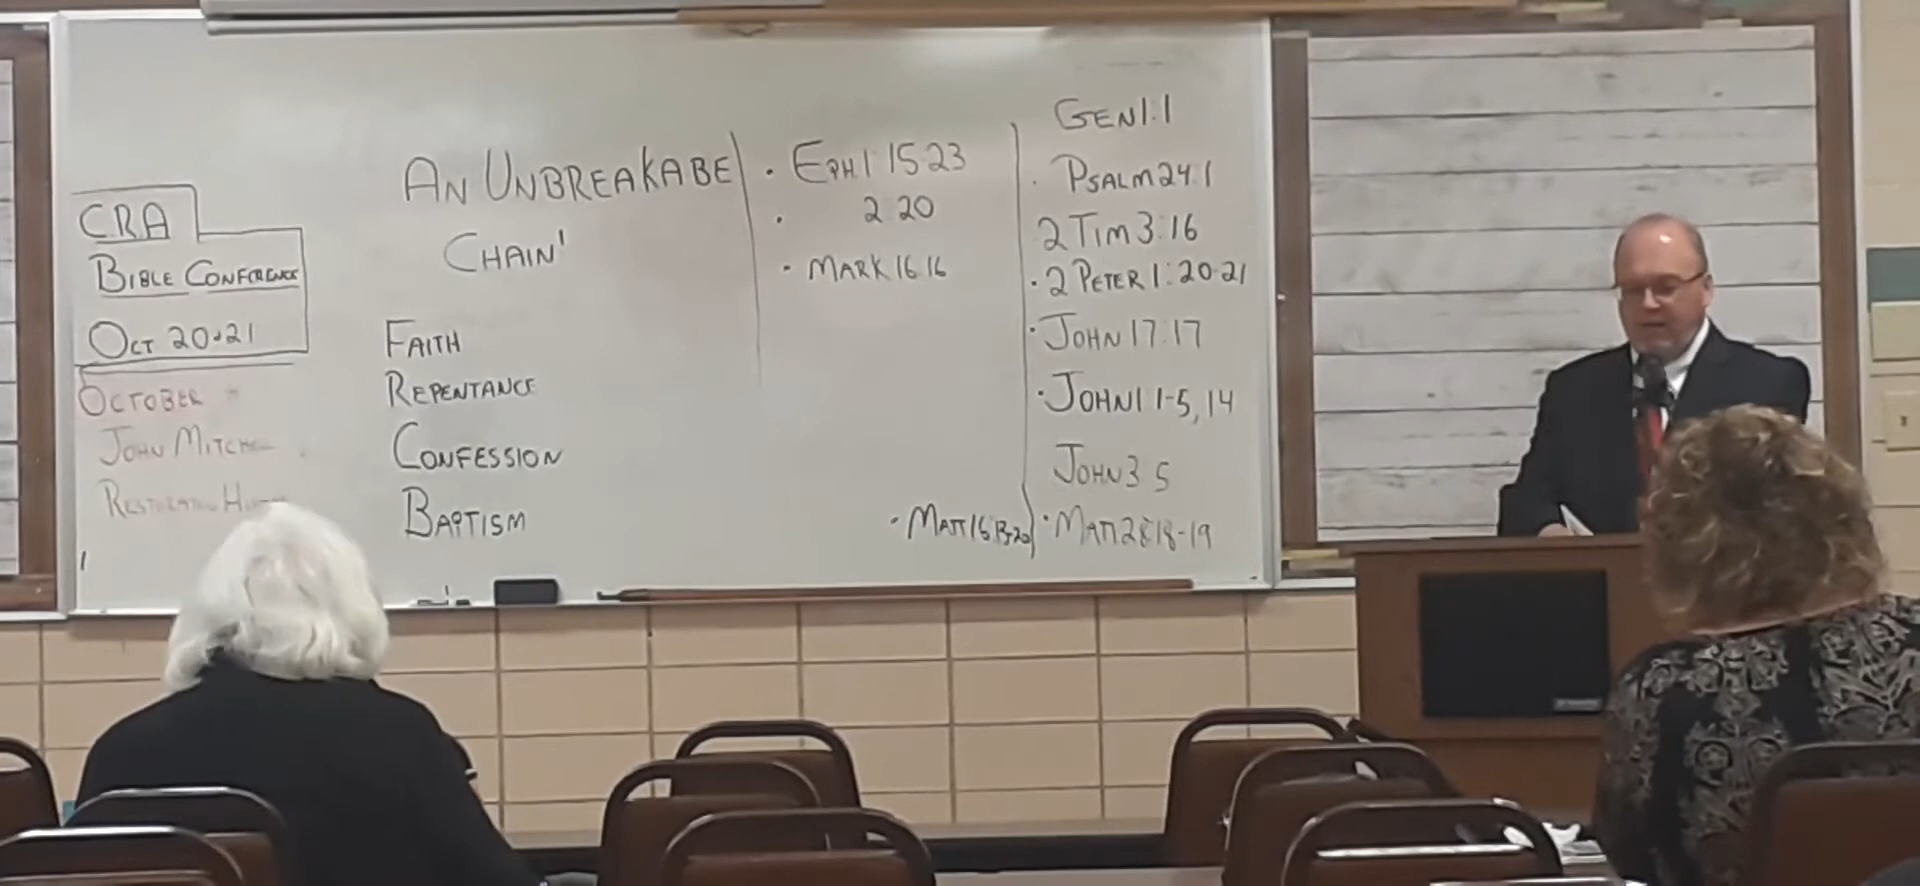 CRA
BIBLE CONFERENCE
OCT 20-21
OCTOBER
JOHN MITCHELL
AN UNBREAKABE
CHAIN'
FAITH
REPENTANCE
CONFESSION
BAPTISM
• EPH 1 15-23
• 2 20
• MARK 16 16
• MATT 16 13-20
GEN 1:1
• PSALM 24:1
2 TIM 3:16
• 2 PETER 1:20-21
• JOHN 17:17
• JOHN 1 1-5, 14
JOHN 3 5
• MATT 28 18-19